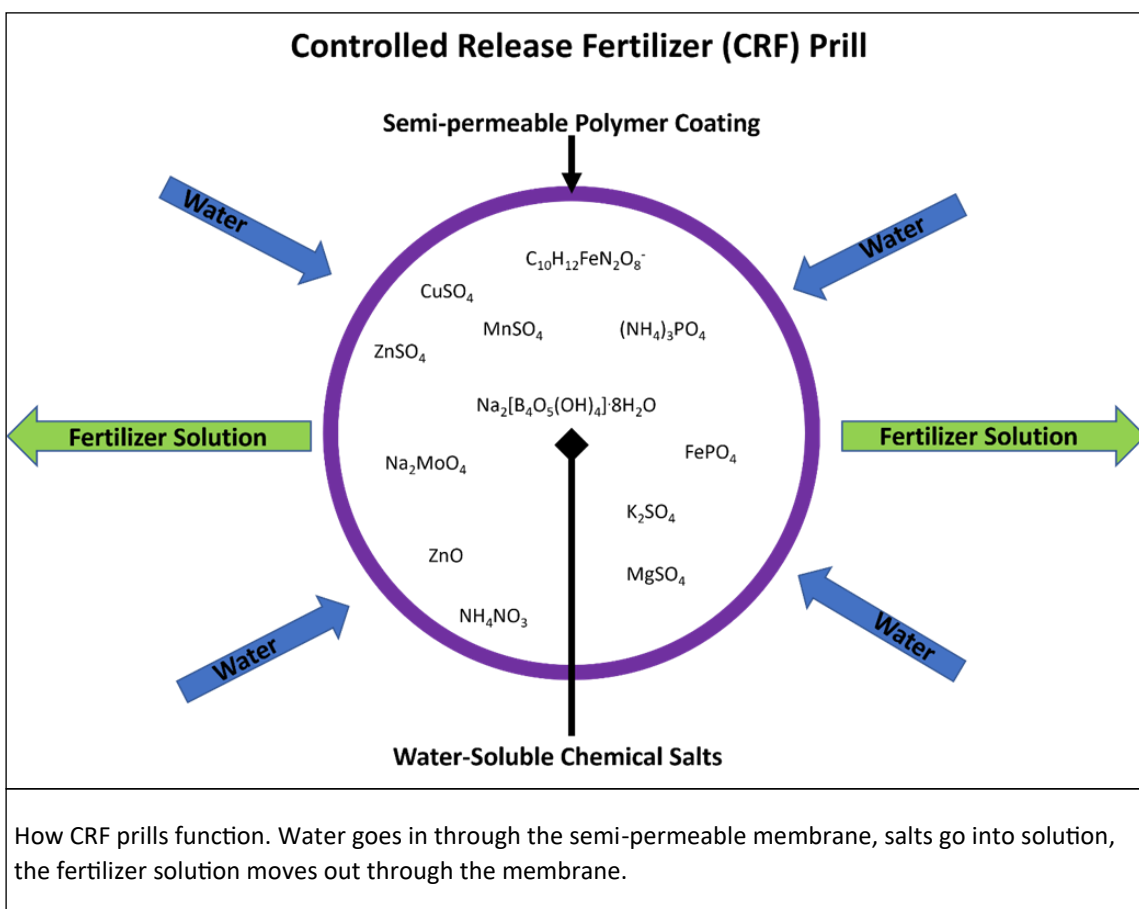 Controlled Release Fertilizer (CRF) Prill
Semi-permeable Polymer Coating
Water
Water
C₁₀H₁₂FeN₂O₈⁻
CuSO₄
MnSO₄
(NH₄)₃PO₄
ZnSO₄
Na₂[B₄O₅(OH)₄]·8H₂O
Fertilizer Solution
Fertilizer Solution
Na₂MoO₄
FePO₄
K₂SO₄
ZnO
MgSO₄
NH₄NO₃
Water
Water
Water-Soluble Chemical Salts
How CRF prills function. Water goes in through the semi-permeable membrane, salts go into solution,
the fertilizer solution moves out through the membrane.